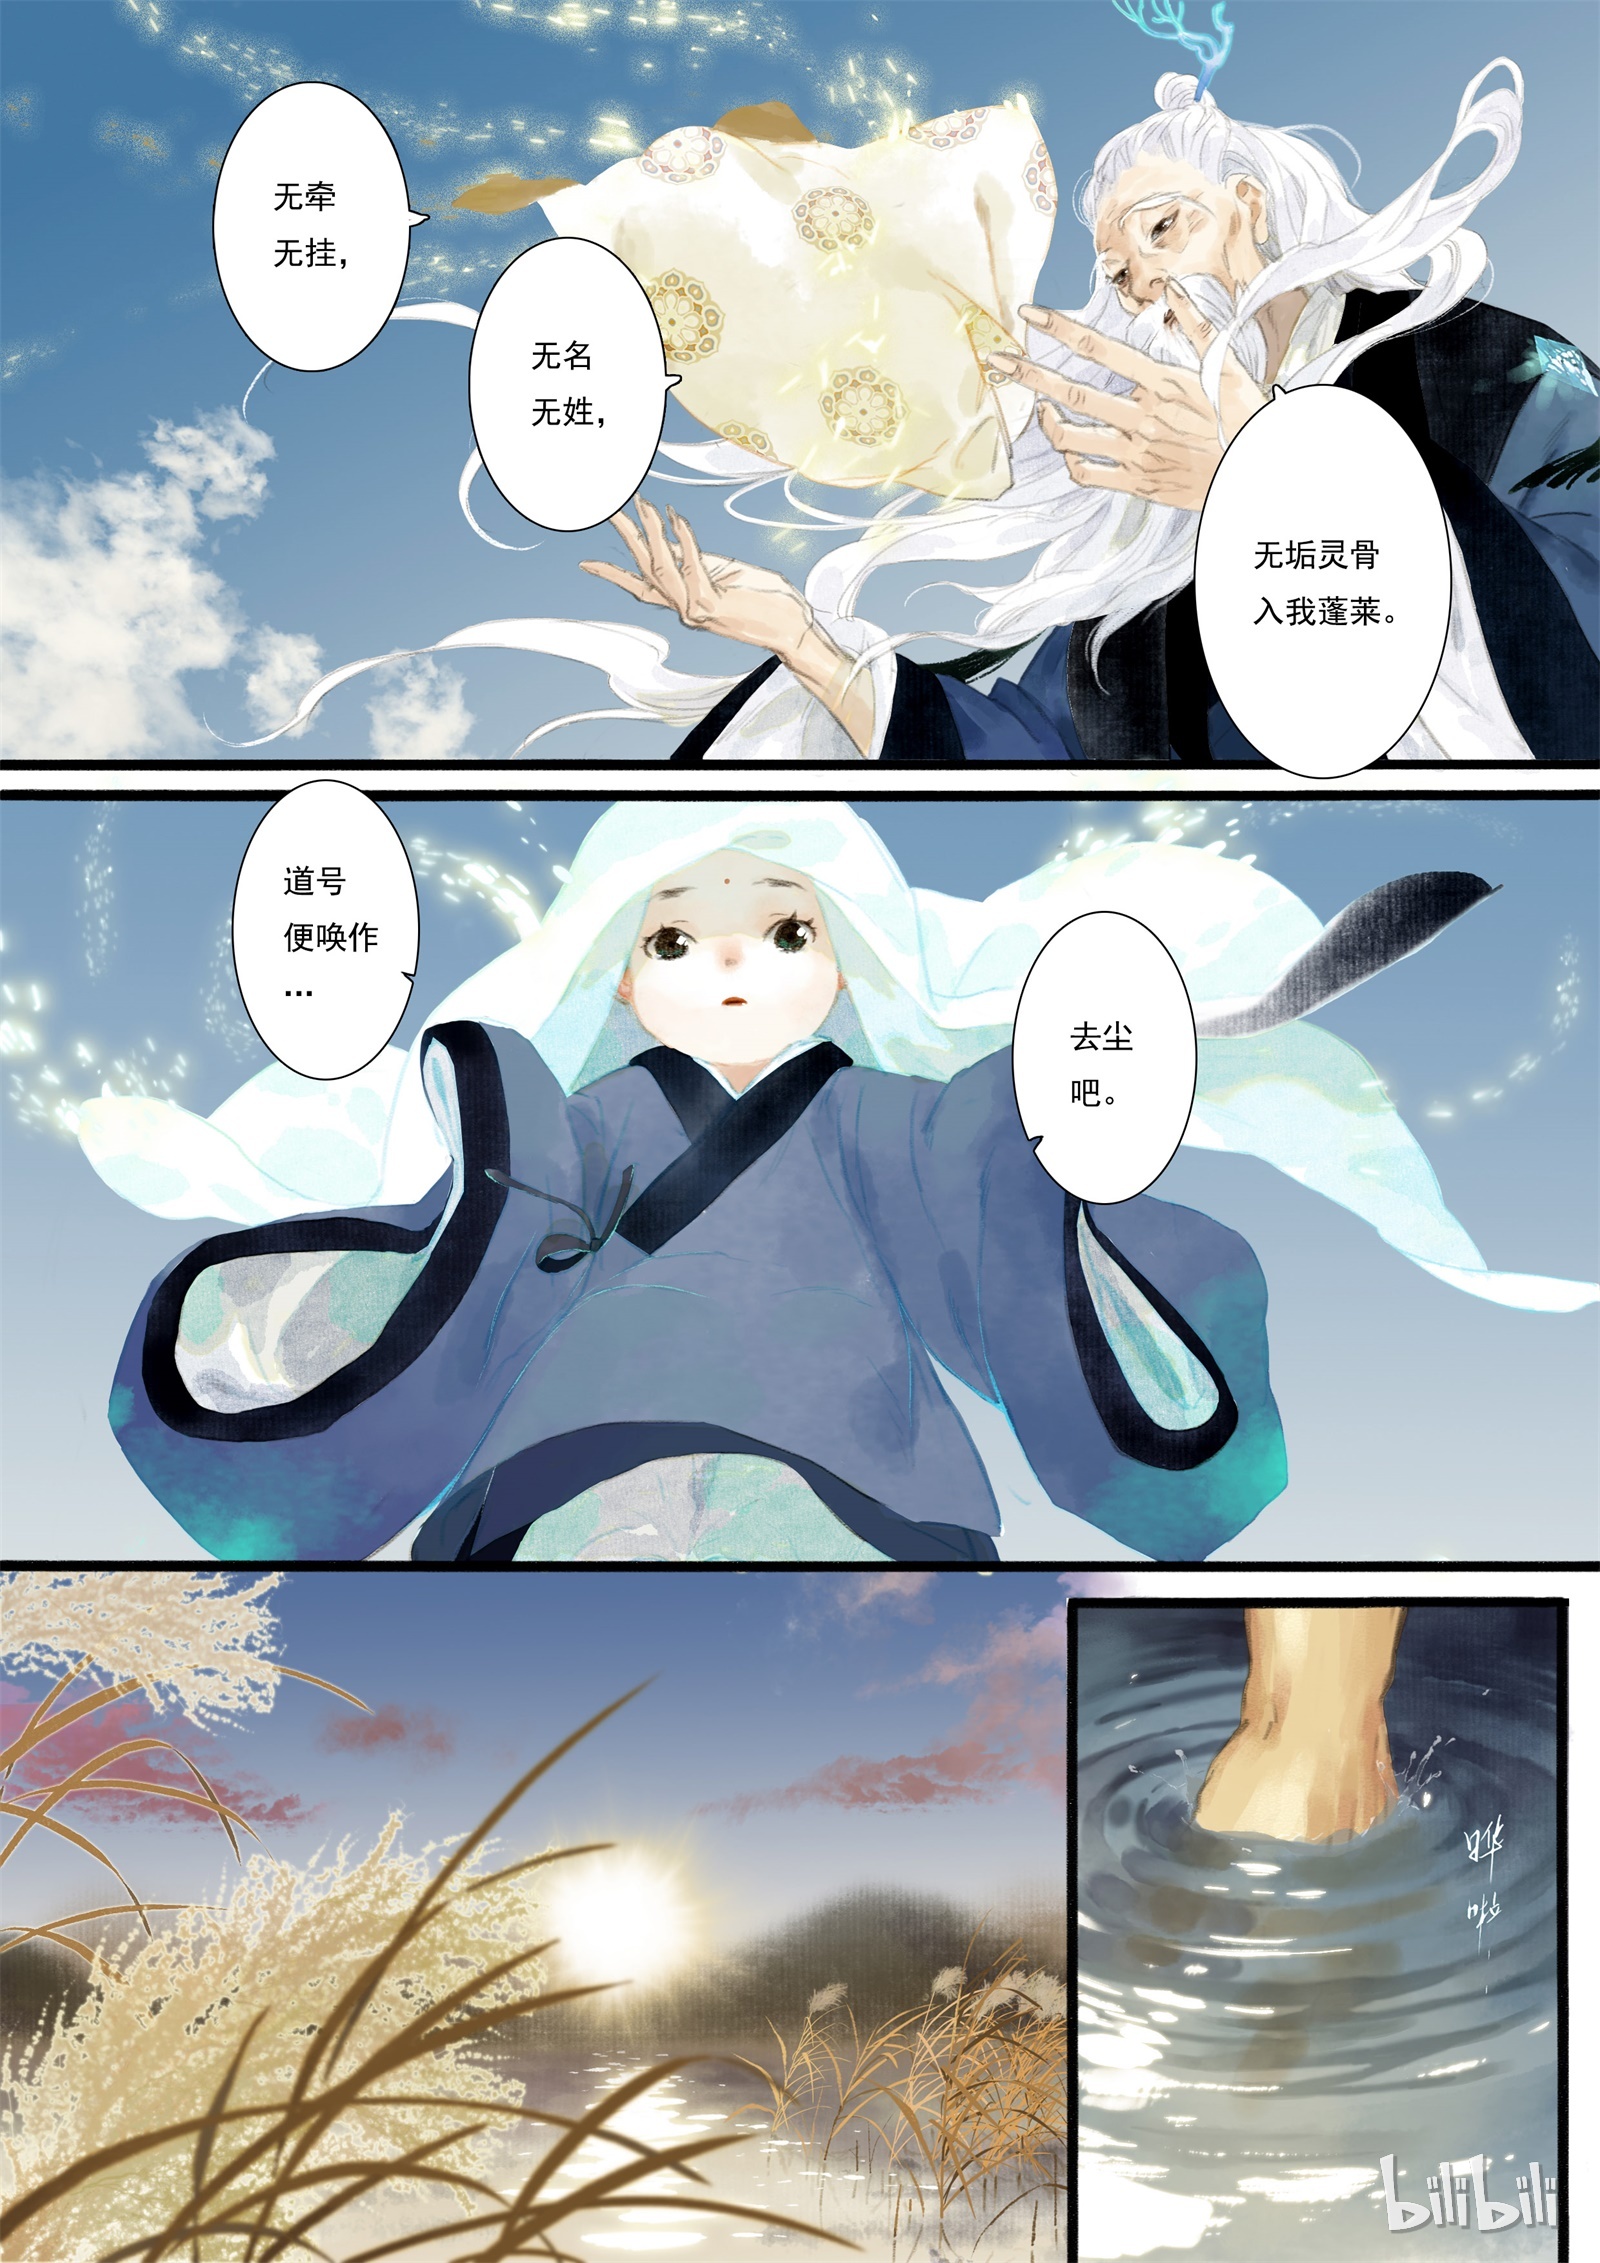 无牵
无挂，
无名
无姓，
无垢灵骨
入我蓬莱。
道号
便唤作
…
去尘
吧。
哗
啦
bilibili